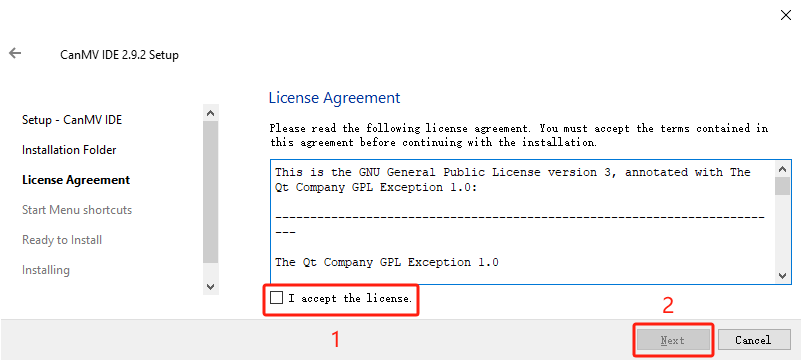 CanMV IDE 2.9.2 Setup
Setup - CanMV IDE
Installation Folder
License Agreement
Start Menu shortcuts
Ready to Install
Installing
License Agreement
Please read the following license agreement. You must accept the terms contained in
this agreement before continuing with the installation.
This is the GNU General Public License version 3, annotated with The
Qt Company GPL Exception 1.0:
-------------------------------------------------------------------------
---
The Qt Company GPL Exception 1.0
I accept the license.
1
2
Next
Cancel